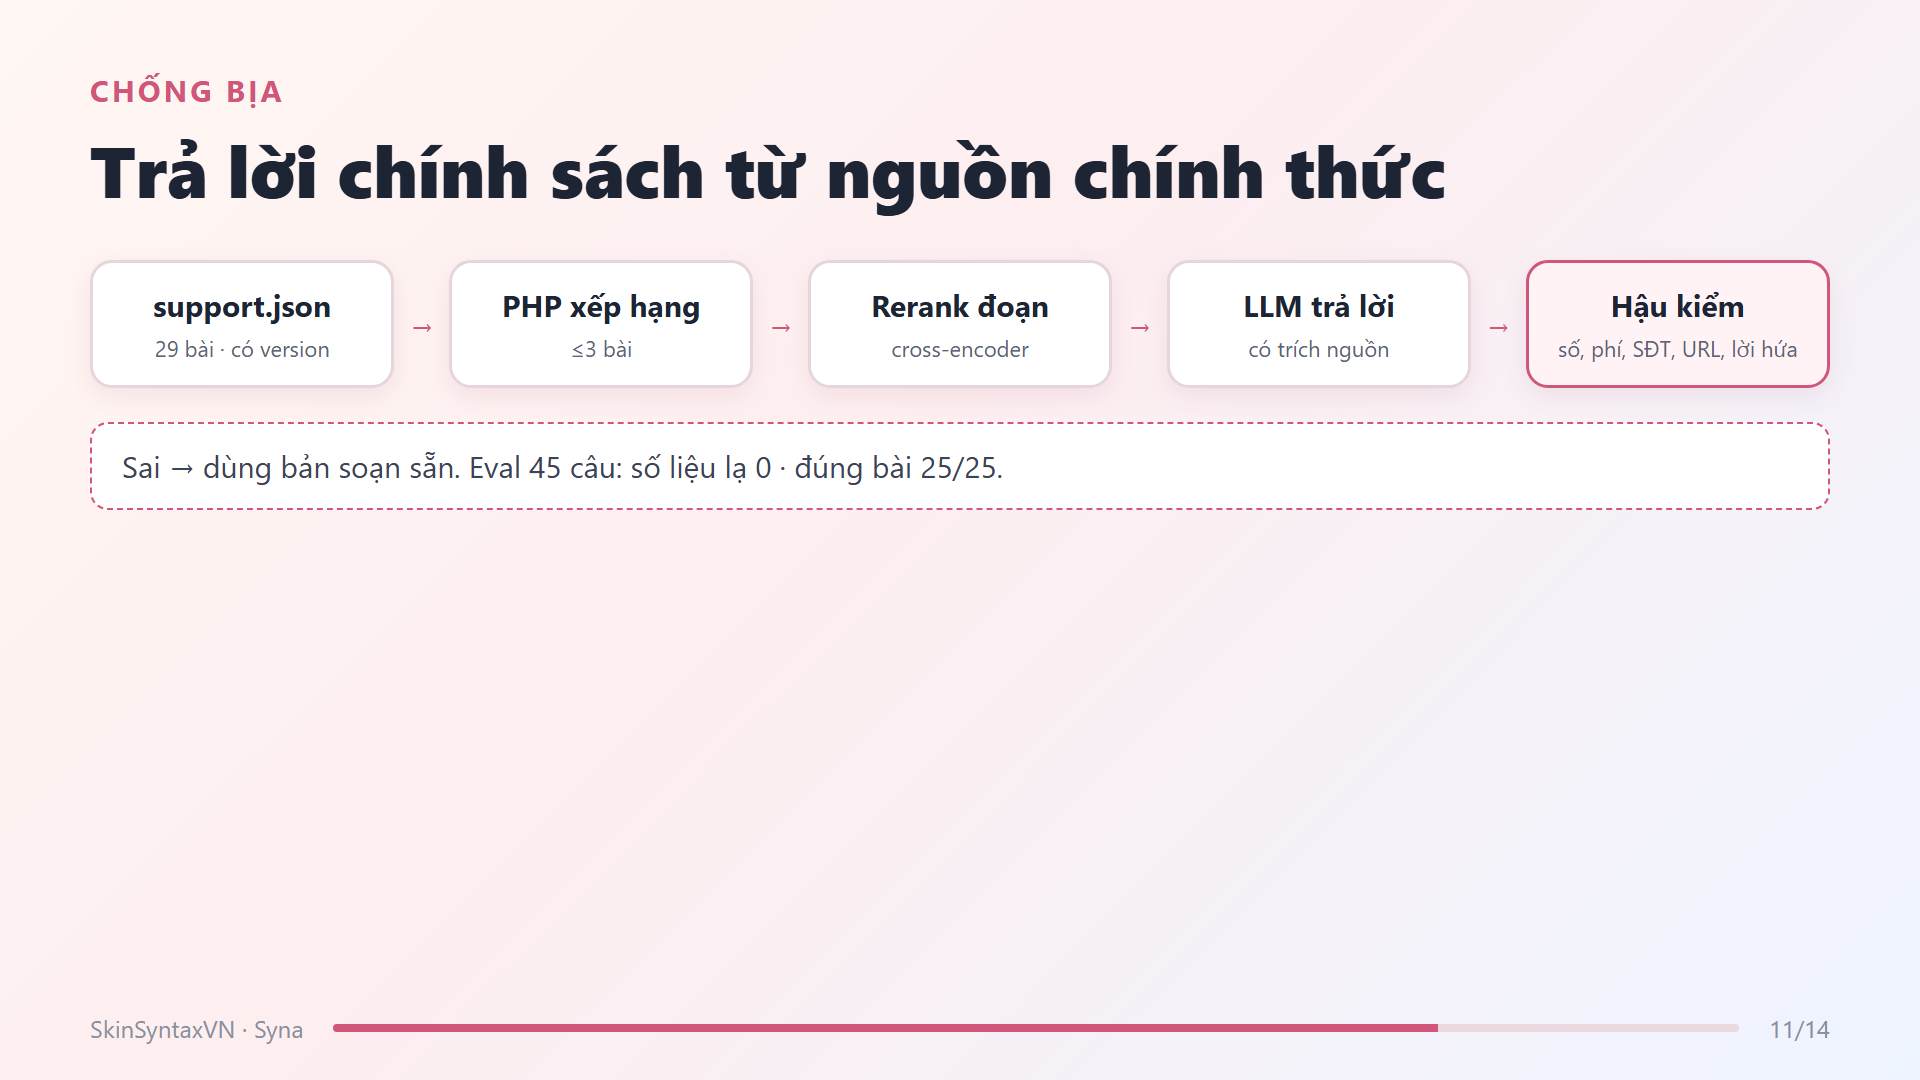 CHỐNG BỊA
Trả lời chính sách từ nguồn chính thức
support.json
29 bài · có version
→
PHP xếp hạng
≤3 bài
→
Rerank đoạn
cross-encoder
→
LLM trả lời
có trích nguồn
→
Hậu kiểm
số, phí, SĐT, URL, lời hứa
Sai → dùng bản soạn sẵn. Eval 45 câu: số liệu lạ 0 · đúng bài 25/25.
SkinSyntaxVN · Syna
11/14